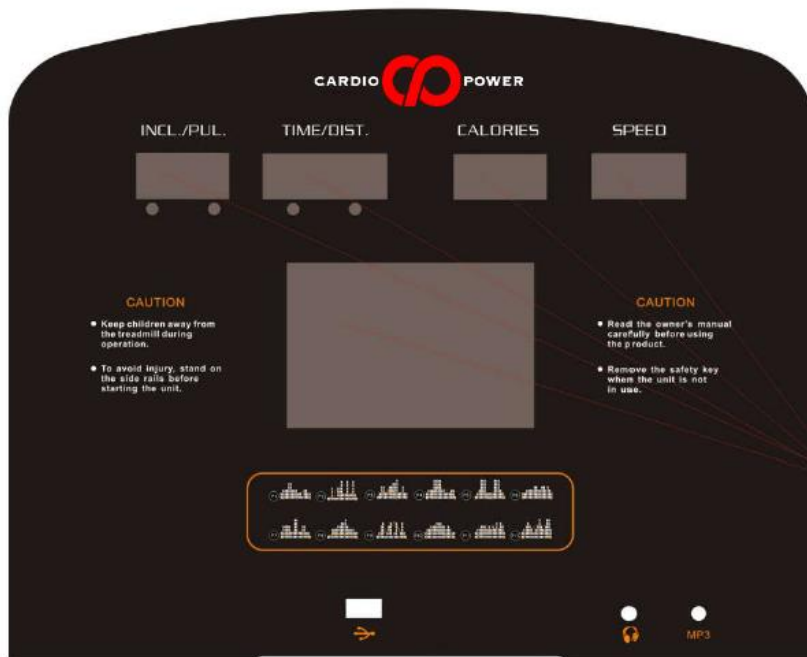 CARDIO POWER
INCL./PUL. TIME/DIST. CALORIES SPEED
CAUTION
• Keep children away from
the treadmill during
operation.
• To avoid injury, stand on
the side rails before
starting the unit.
CAUTION
• Read the owner's manual
carefully before using
the product.
• Remove the safety key
when the unit is not
in use.
MP3